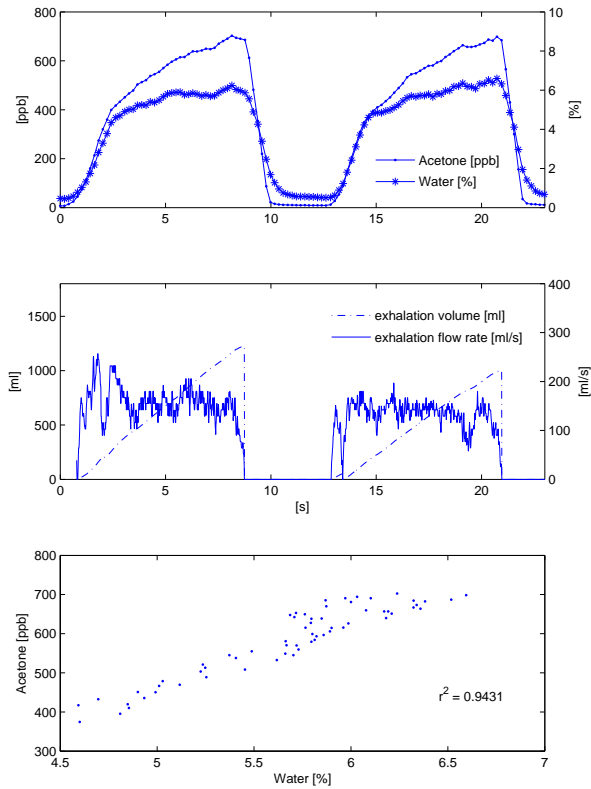 800
600
400
200
0
[ppb]
10
8
6
4
2
0
[%]
Acetone [ppb]
Water [%]
0 5 10 15 20
1500
1000
500
0
[ml]
400
300
200
100
0
[ml/s]
exhalation volume [ml]
exhalation flow rate [ml/s]
0 5 10 15 20
[s]
800
700
600
500
400
300
Acetone [ppb]
r² = 0.9431
4.5 5 5.5 6 6.5 7
Water [%]